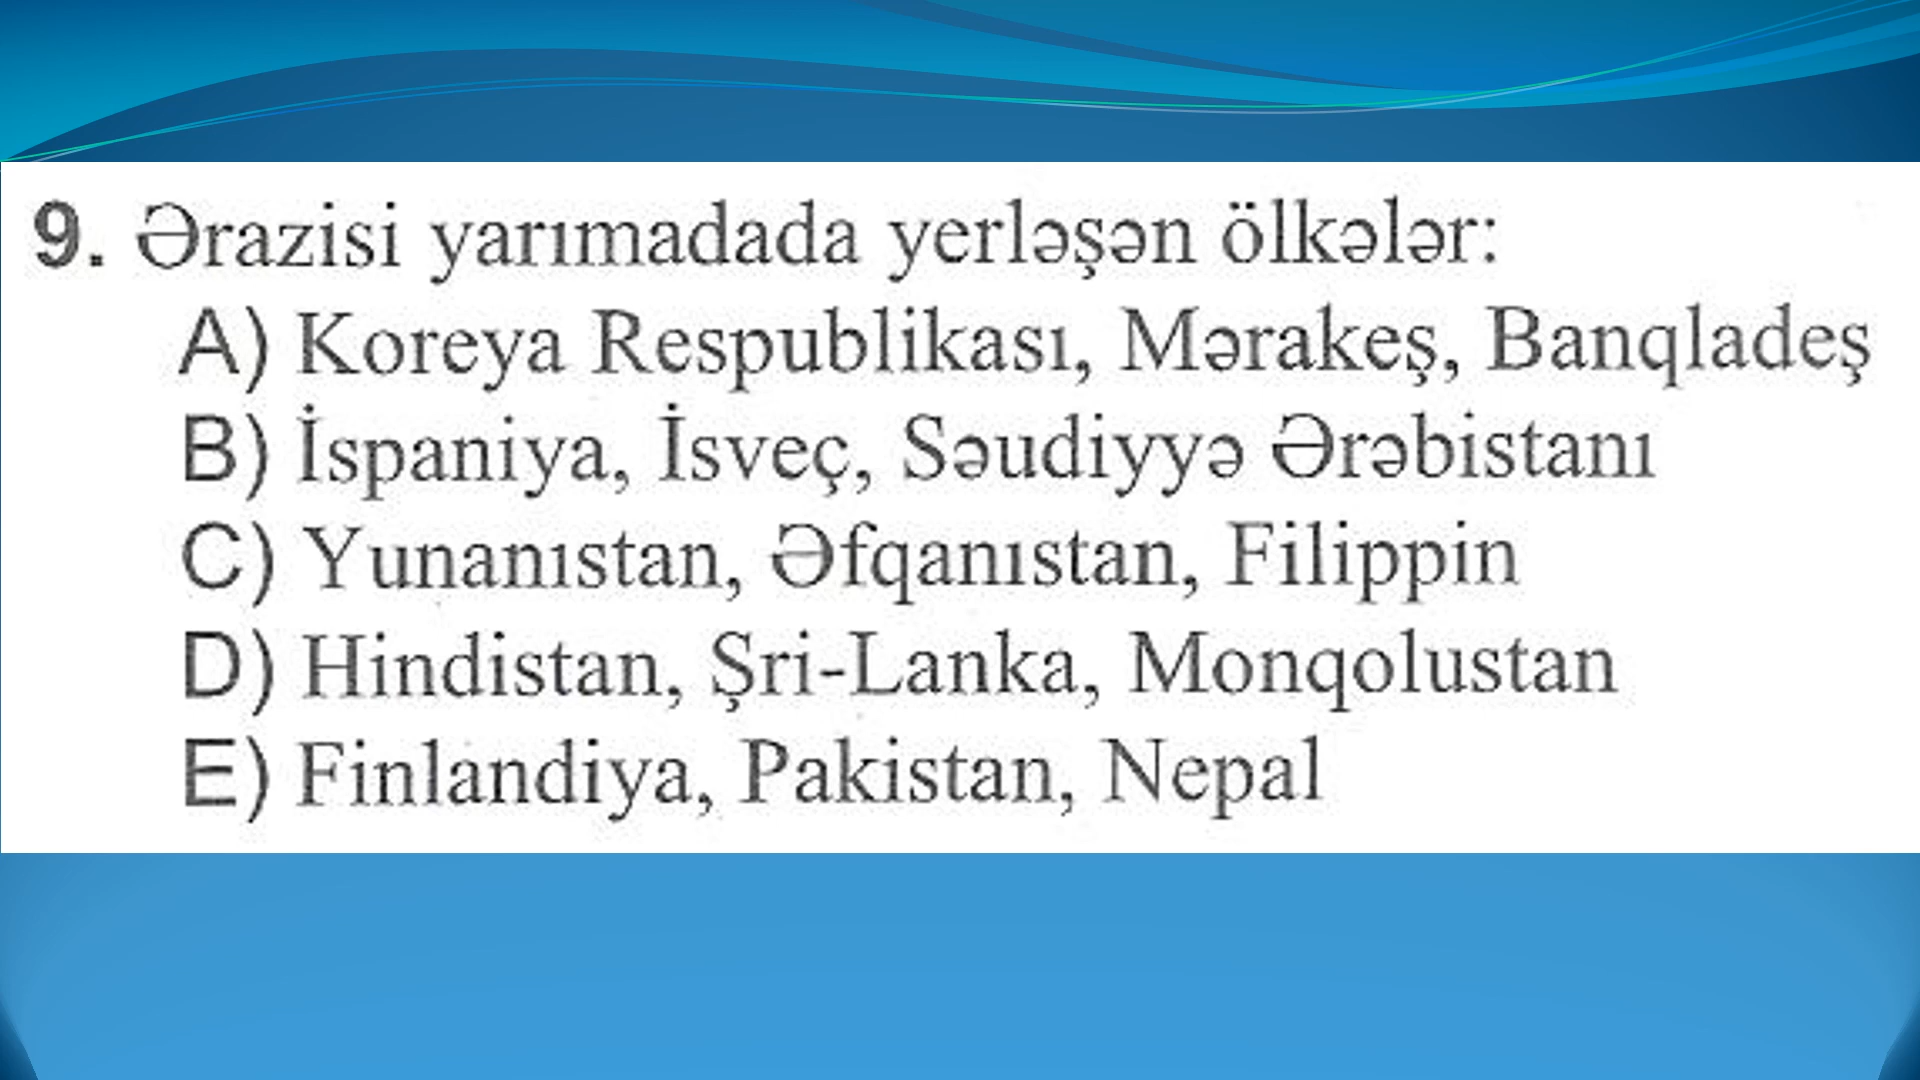 9. Ərazisi yarımadada yerləşən ölkələr:
A) Koreya Respublikası, Mərakeş, Banqladeş
B) İspaniya, İsveç, Səudiyyə Ərəbistanı
C) Yunanıstan, Əfqanıstan, Filippin
D) Hindistan, Şri-Lanka, Monqolustan
E) Finlandiya, Pakistan, Nepal